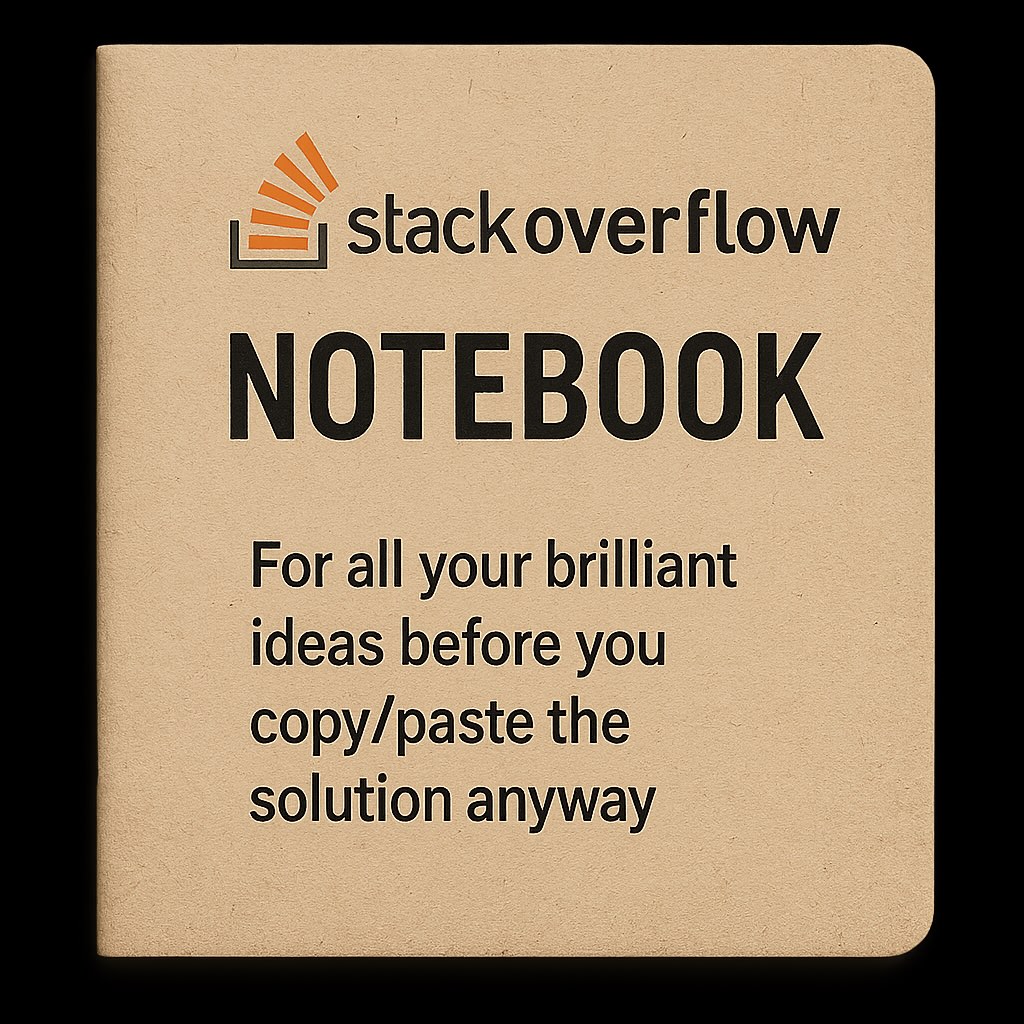 stackoverflow
NOTEBOOK
For all your brilliant
ideas before you
copy/paste the
solution anyway